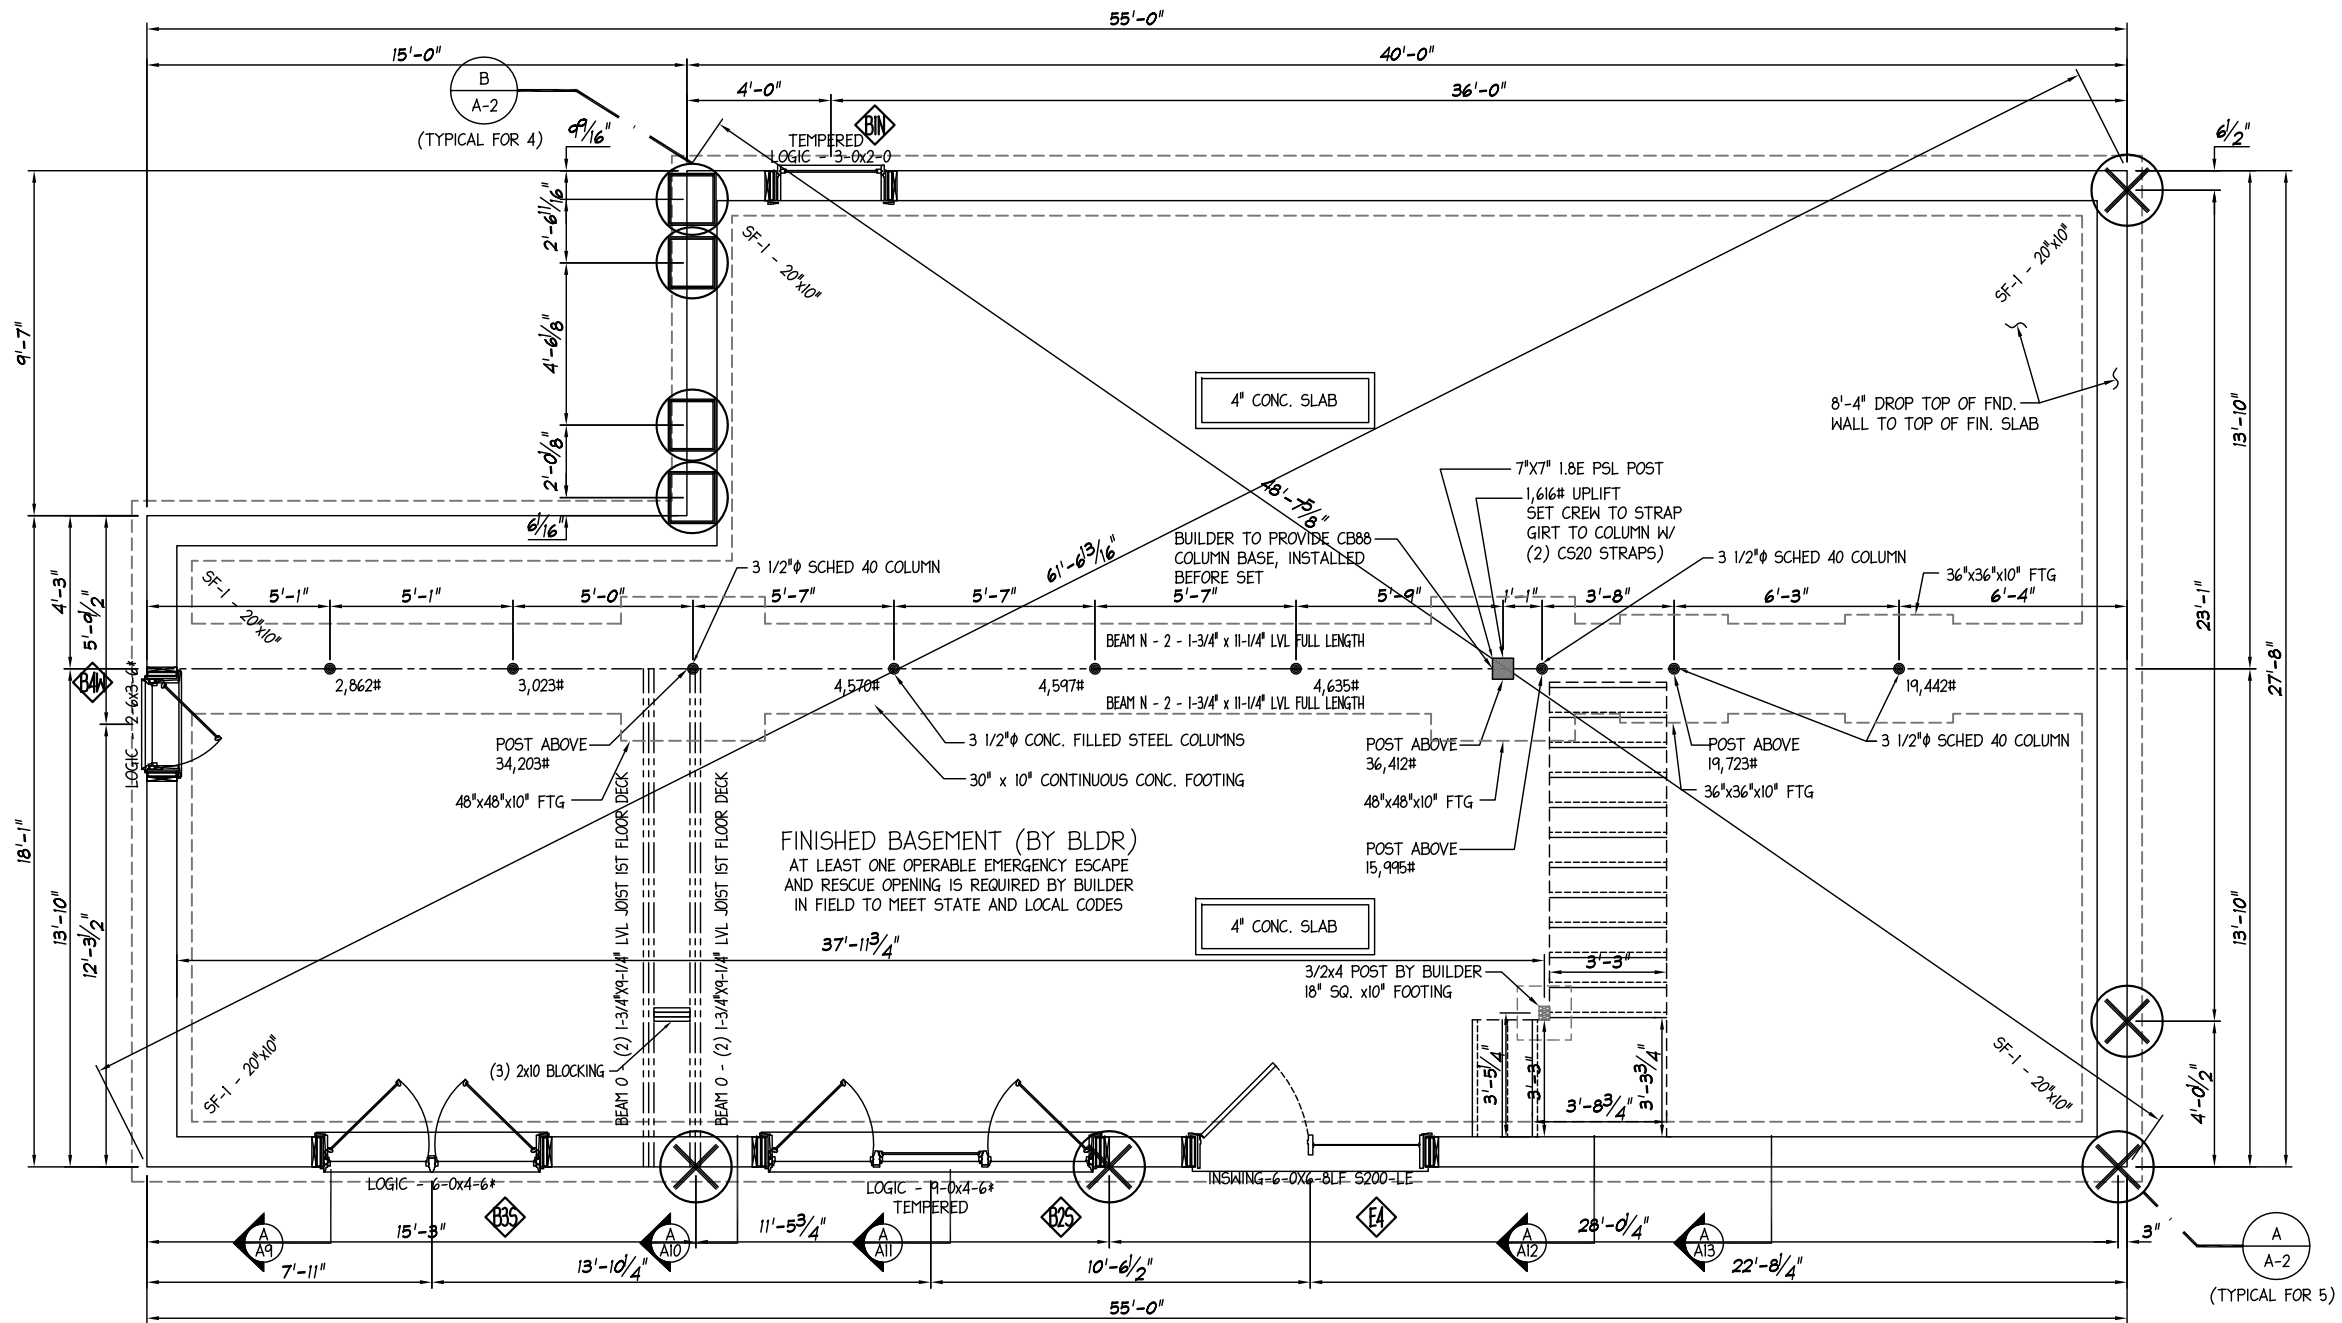 55'-0"
15'-0"
40'-0"
4'-0"
36'-0"
B
A-2
(TYPICAL FOR 4)
9 9/16"
B1N
TEMPERED
LOGIC - 3-0x2-0
6 1/2"
2'-6 11/16"
4'-6 1/8"
2'-0 1/8"
6 1/16"
9'-7"
SF-1 - 20"x10"
SF-1 - 20"x10"
4" CONC. SLAB
8'-4" DROP TOP OF FND.
WALL TO TOP OF FIN. SLAB
13'-10"
23'-1"
27'-8"
48'-7 5/8"
61'-6 13/16"
7"X7" 1.8E PSL POST
1,616# UPLIFT
SET CREW TO STRAP
GIRT TO COLUMN W/
(2) CS20 STRAPS)
BUILDER TO PROVIDE CB88
COLUMN BASE, INSTALLED
BEFORE SET
3 1/2"ϕ SCHED 40 COLUMN
3 1/2"ϕ SCHED 40 COLUMN
36"x36"x10" FTG
SF-1 - 20"x10"
4'-3"
5'-9 1/2"
5'-1"
5'-1"
5'-0"
5'-7"
5'-7"
5'-7"
5'-9"
1'-1"
3'-8"
6'-3"
6'-4"
BEAM N - 2 - 1-3/4" x 11-1/4" LVL FULL LENGTH
B4W
LOGIC - 2-6x3-6*
2,862#
3,023#
4,570#
4,597#
4,635#
19,442#
BEAM N - 2 - 1-3/4" x 11-1/4" LVL FULL LENGTH
POST ABOVE
34,203#
48"x48"x10" FTG
3 1/2"ϕ CONC. FILLED STEEL COLUMNS
30" x 10" CONTINUOUS CONC. FOOTING
POST ABOVE
36,412#
48"x48"x10" FTG
POST ABOVE
15,995#
POST ABOVE
19,723#
36"x36"x10" FTG
3 1/2"ϕ SCHED 40 COLUMN
18'-1"
13'-10"
12'-3 1/2"
FINISHED BASEMENT (BY BLDR)
AT LEAST ONE OPERABLE EMERGENCY ESCAPE
AND RESCUE OPENING IS REQUIRED BY BUILDER
IN FIELD TO MEET STATE AND LOCAL CODES
BEAM O - (2) 1-3/4"X9-1/4" LVL JOIST 1ST FLOOR DECK
BEAM O - (2) 1-3/4"X9-1/4" LVL JOIST 1ST FLOOR DECK
4" CONC. SLAB
37'-11 3/4"
13'-10"
3/2x4 POST BY BUILDER
18" SQ. x10" FOOTING
3'-3"
(3) 2x10 BLOCKING
SF-1 - 20"x10"
SF-1 - 20"x10"
3'-5 1/4"
3'-3"
3'-8 3/4"
3'-3 3/4"
4'-0 1/2"
LOGIC - 6-0x4-6*
LOGIC - 9-0x4-6*
TEMPERED
INSWING-6-0X6-8LF S200-LE
B3S
B2S
E4
15'-3"
11'-5 3/4"
28'-0 1/4"
3"
A
A9
A
A10
A
A11
A
A12
A
A13
A
A-2
(TYPICAL FOR 5)
7'-11"
13'-10 1/4"
10'-6 1/2"
22'-8 1/4"
55'-0"